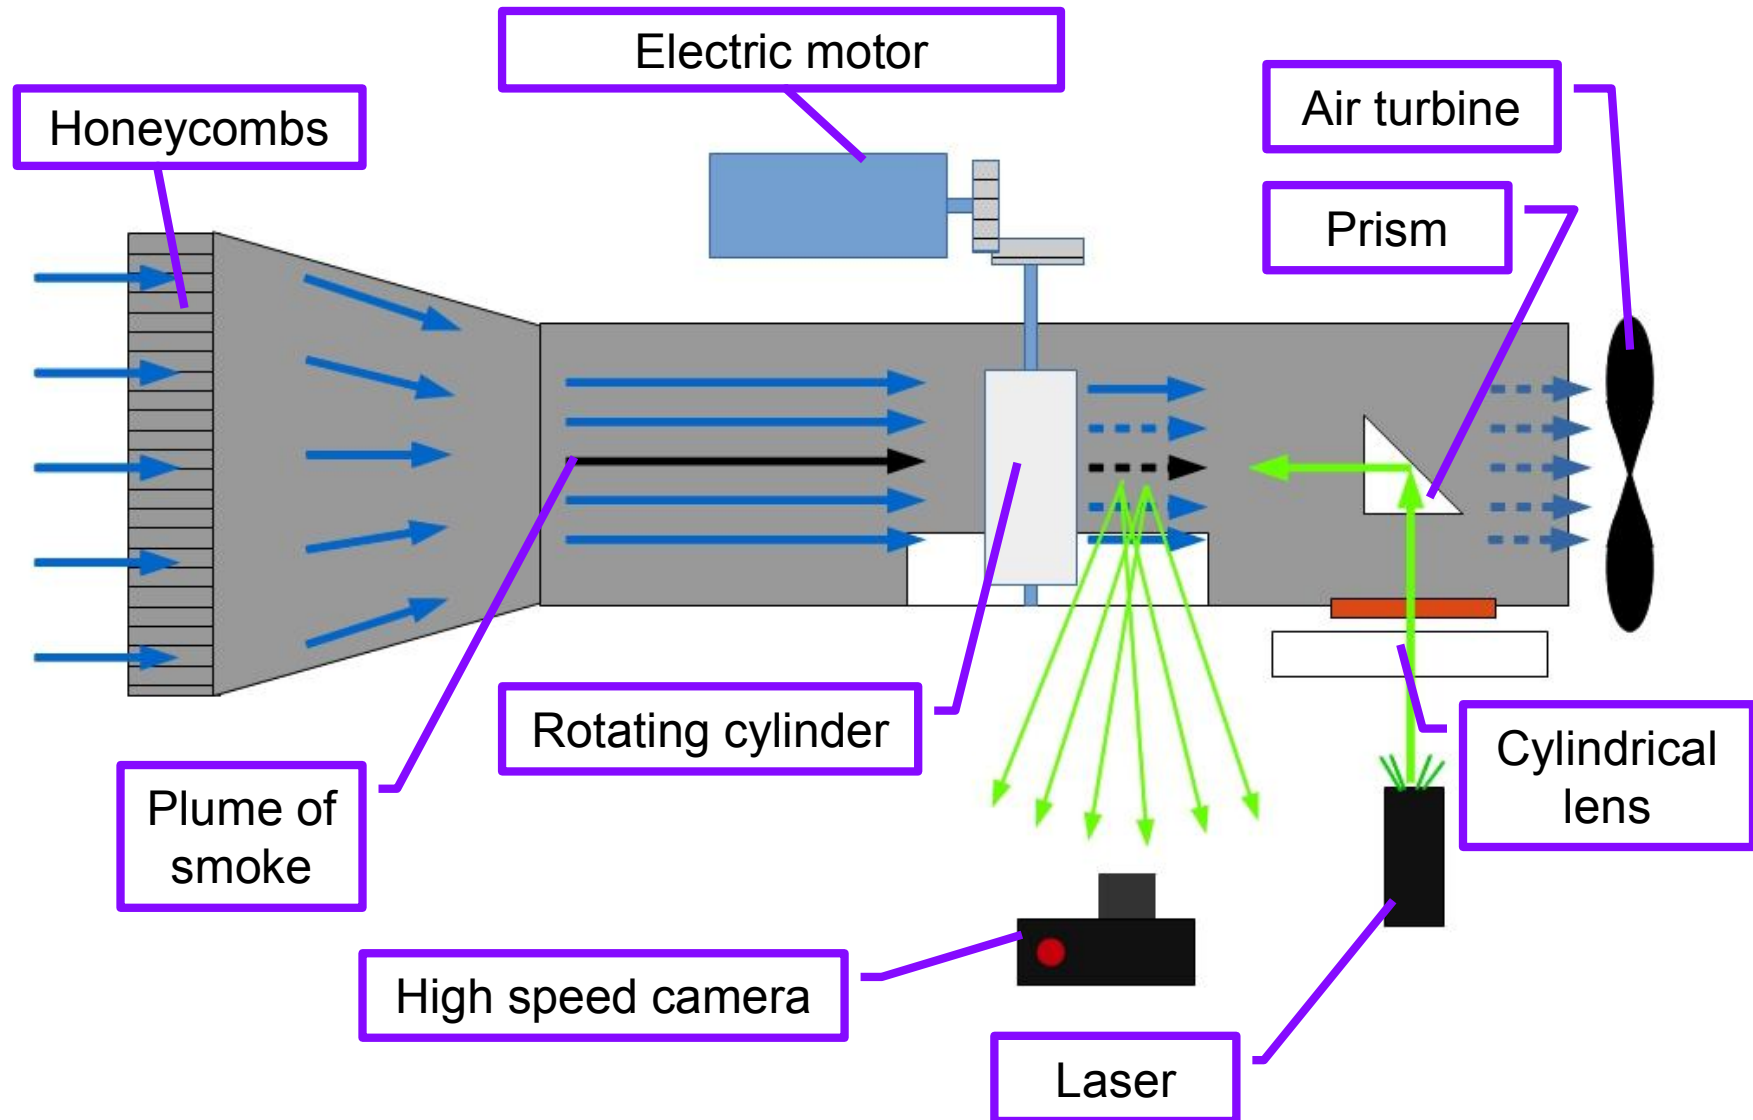 Electric motor
Honeycombs
Air turbine
Prism
Rotating cylinder
Cylindrical
lens
Plume of
smoke
High speed camera
Laser